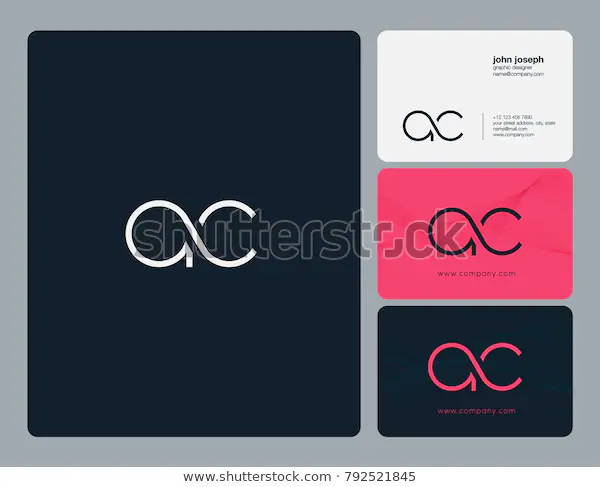 ac
john joseph
graphic designer
name@company.com
ac
+12 123 456 7890
your street address, city, state
name@mail.com
www.company.com
ac
www.company.com
ac
www.company.com
shutterstock
www.shutterstock.com · 792521845